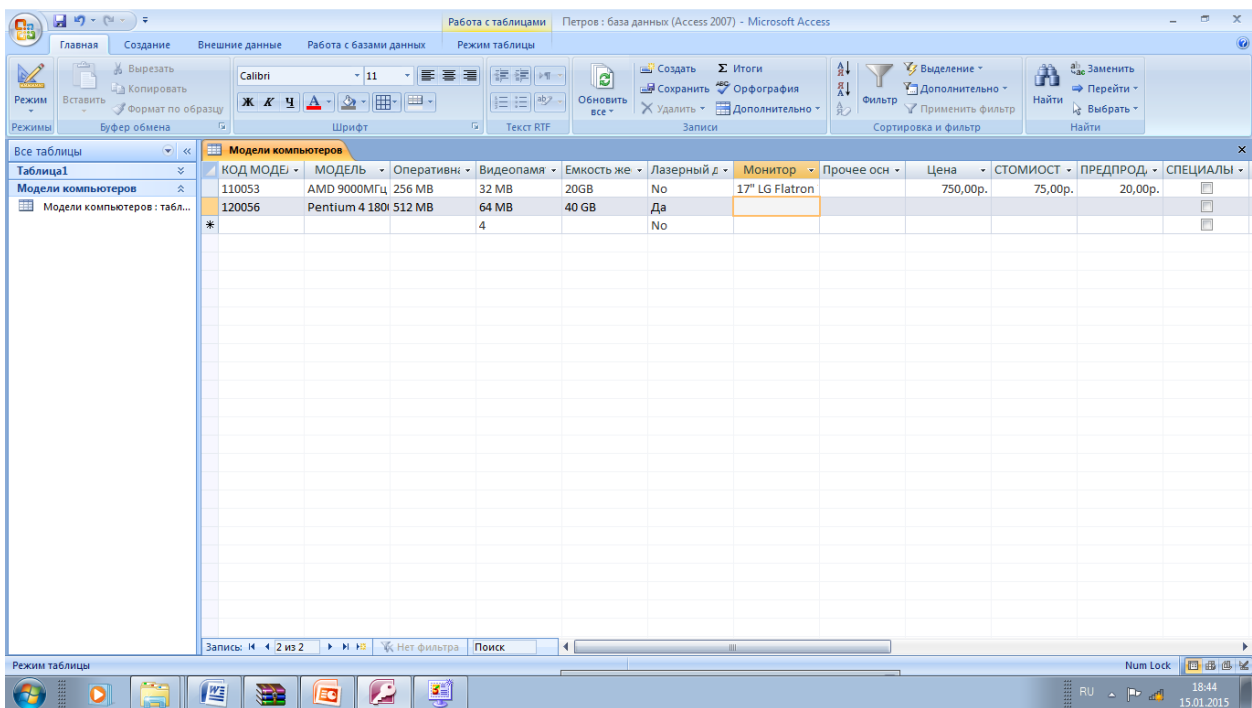 Работа с таблицами Петров : база данных (Access 2007) - Microsoft Access
Главная Создание Внешние данные Работа с базами данных Режим таблицы
Режим
Режимы
Вставить
Вырезать
Копировать
Формат по образцу
Буфер обмена
Calibri 11
Ж К Ч
Шрифт
Текст RTF
Обновить все
Создать
Сохранить
Удалить
Итоги
Орфография
Дополнительно
Записи
Фильтр
Выделение
Дополнительно
Применить фильтр
Сортировка и фильтр
Найти
Заменить
Перейти
Выбрать
Найти
Все таблицы
Таблица1
Модели компьютеров
Модели компьютеров : табл...
Модели компьютеров
КОД МОДЕ МОДЕЛЬ Оперативна Видеопамя Емкость же Лазерный д Монитор Прочее осн Цена СТОМИОСТ ПРЕДПРОД СПЕЦИАЛЫ
110053 AMD 9000МГц 256 MB 32 MB 20GB No 17" LG Flatron 750,00р. 75,00р. 20,00р.
120056 Pentium 4 180 512 MB 64 MB 40 GB Да
* 4 No
Запись: 2 из 2 Нет фильтра Поиск
Режим таблицы Num Lock
RU 18:44
15.01.2015